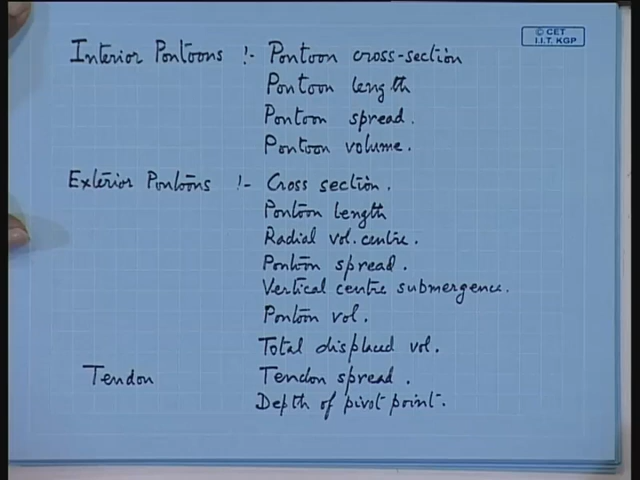 © CET
I.I.T. KGP
Interior Pontoons :- Pontoon cross-section
Pontoon length
Pontoon spread.
Pontoon volume.
Exterior Pontoons :- Cross section.
Pontoon length
Radial vol. centre.
Pontoon spread.
Vertical centre submergence.
Pontoon vol.
Total displaced vol.
Tendon Tendon spread.
Depth of pivot point.